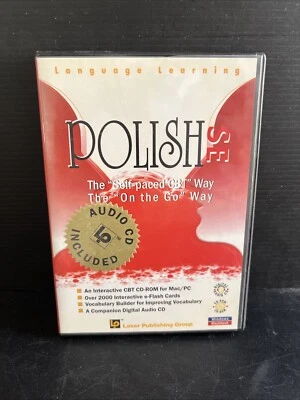 Language Learning
POLISH SE
The "Self-paced CBT" Way
The "On the Go" Way
AUDIO CD
LP
INCLUDED
An Interactive CBT CD-ROM for Mac/PC
Over 2000 Interactive e-Flash Cards
Vocabulary Builder for Improving Vocabulary
A Companion Digital Audio CD
LP Laser Publishing Group